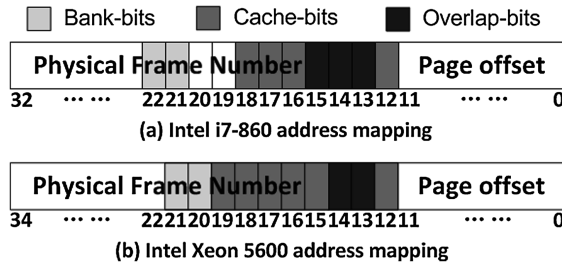 Bank-bits Cache-bits Overlap-bits
Physical Frame Number Page offset
32 ... ... 22 21 20 19 18 17 16 15 14 13 12 11 ... ... 0
(a) Intel i7-860 address mapping
Physical Frame Number Page offset
34 ... ... 22 21 20 19 18 17 16 15 14 13 12 11 ... ... 0
(b) Intel Xeon 5600 address mapping